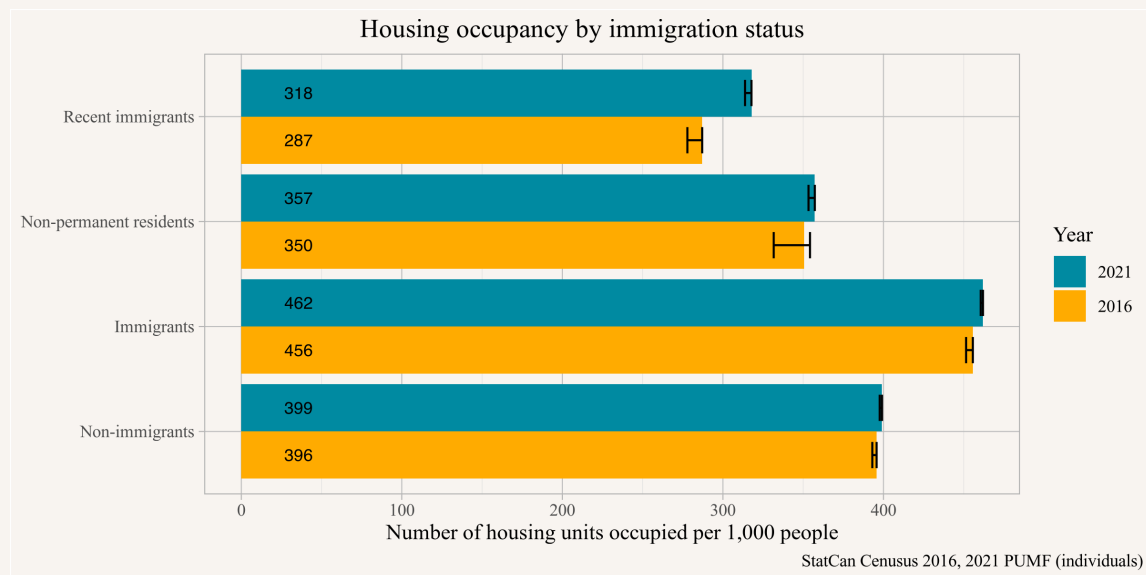 Housing occupancy by immigration status
Recent immigrants
318
287
Non-permanent residents
357
350
Immigrants
462
456
Non-immigrants
399
396
0 100 200 300 400
Number of housing units occupied per 1,000 people
Year
2021
2016
StatCan Cenusus 2016, 2021 PUMF (individuals)